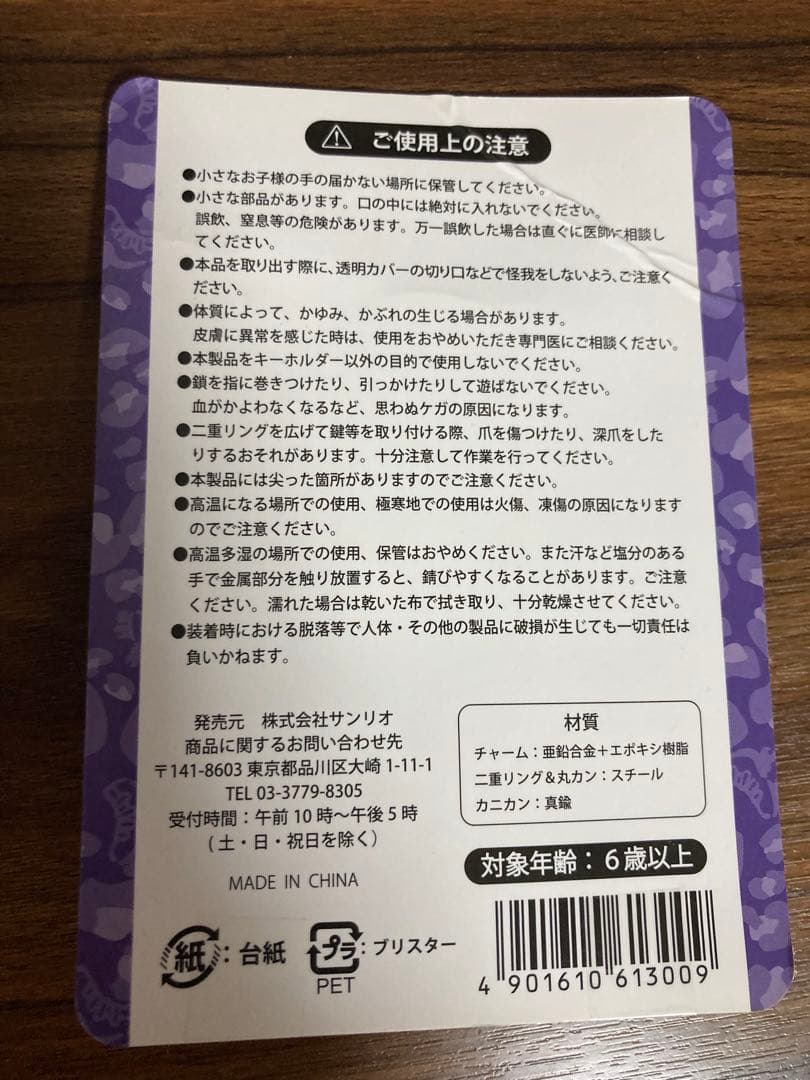 ⚠ ご使用上の注意
●小さなお子様の手の届かない場所に保管してください。
●小さな部品があります。口の中には絶対に入れないでください。
誤飲、窒息等の危険があります。万一誤飲した場合は直ぐに医師に相談し
てください。
●本品を取り出す際に、透明カバーの切り口などで怪我をしないよう、ご注意く
ださい。
●体質によって、かゆみ、かぶれの生じる場合があります。
皮膚に異常を感じた時は、使用をおやめいただき専門医にご相談ください。
●本製品をキーホルダー以外の目的で使用しないでください。
●鎖を指に巻きつけたり、引っかけたりして遊ばないでください。
血がかよわなくなるなど、思わぬケガの原因になります。
●二重リングを広げて鍵等を取り付ける際、爪を傷つけたり、深爪をした
りするおそれがあります。十分注意して作業を行ってください。
●本製品には尖った箇所がありますのでご注意ください。
●高温になる場所での使用、極寒地での使用は火傷、凍傷の原因になります
のでご注意ください。
●高温多湿の場所での使用、保管はおやめください。また汗など塩分のある
手で金属部分を触り放置すると、錆びやすくなることがあります。ご注意
ください。濡れた場合は乾いた布で拭き取り、十分乾燥させてください。
●装着時における脱落等で人体・その他の製品に破損が生じても一切責任は
負いかねます。
発売元 株式会社サンリオ
商品に関するお問い合わせ先
〒141-8603 東京都品川区大崎 1-11-1
TEL 03-3779-8305
受付時間：午前 10 時〜午後 5 時
(土・日・祝日を除く)
MADE IN CHINA
材質
チャーム：亜鉛合金＋エポキシ樹脂
二重リング＆丸カン：スチール
カニカン：真鍮
対象年齢：６歳以上
紙：台紙
プラ：ブリスター
PET
4 901610 613009